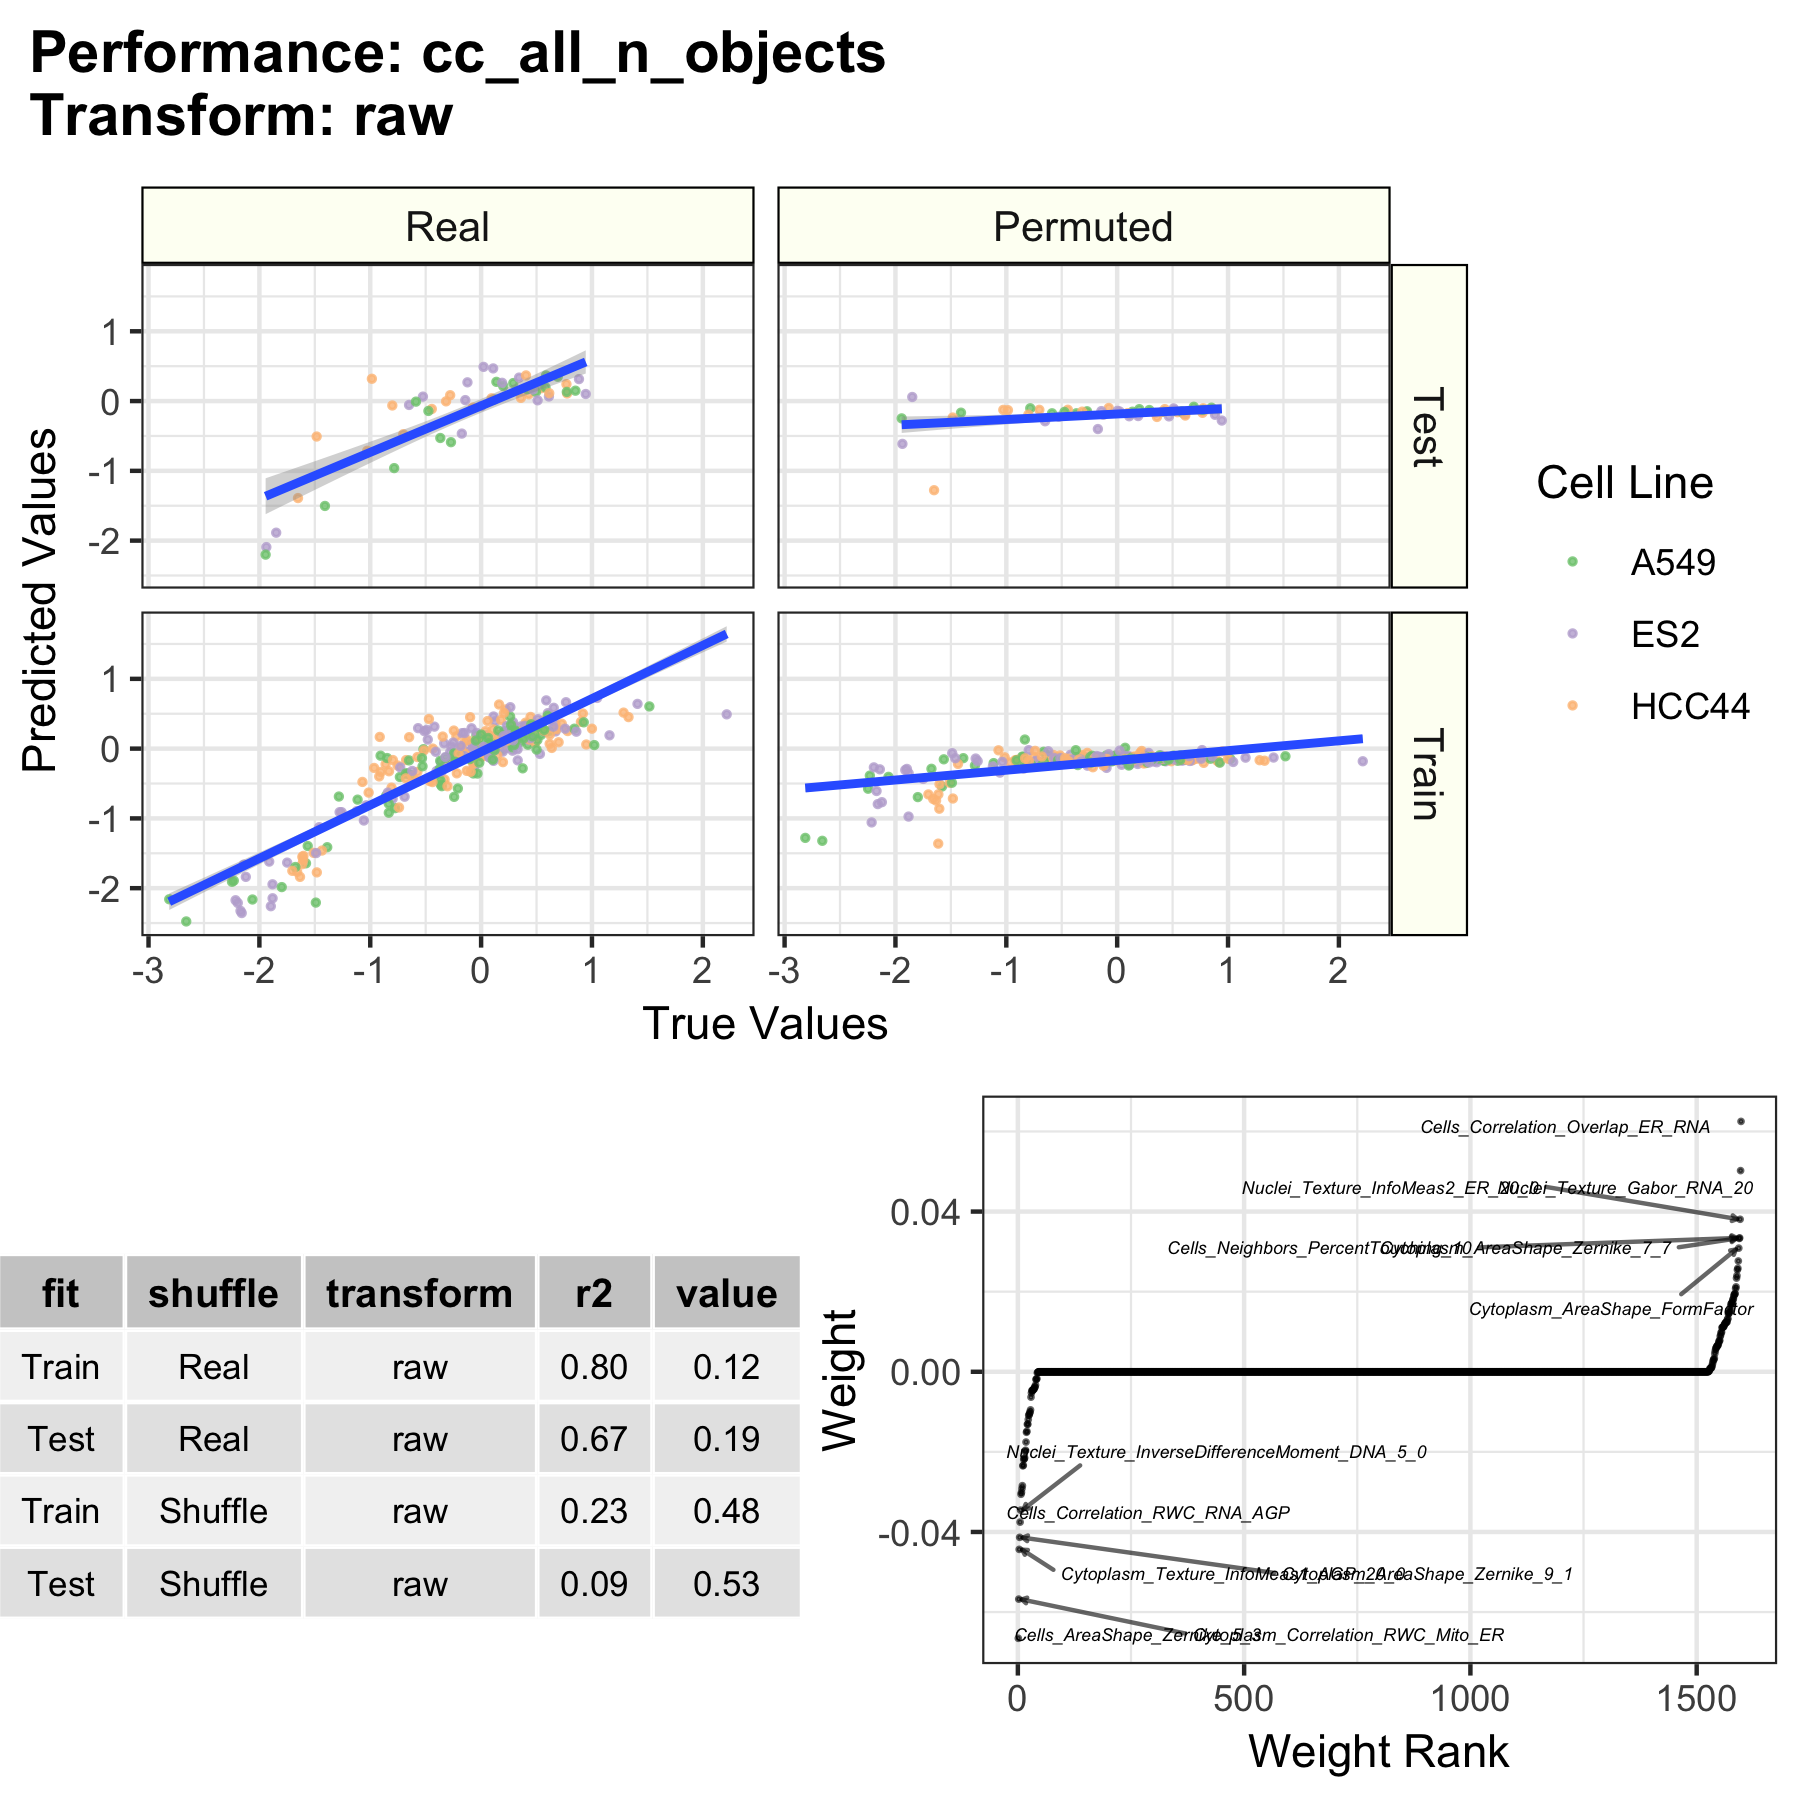 Performance: cc_all_n_objects
Transform: raw
Real
Permuted
Predicted Values
1
0
-1
-2
Test
1
0
-1
-2
Train
-3 -2 -1 0 1 2
-3 -2 -1 0 1 2
True Values
Cell Line
A549
ES2
HCC44
fit shuffle transform r2 value
Train Real raw 0.80 0.12
Test Real raw 0.67 0.19
Train Shuffle raw 0.23 0.48
Test Shuffle raw 0.09 0.53
Weight
0.04
0.00
-0.04
Cells_Correlation_Overlap_ER_RNA
Nuclei_Texture_InfoMeas2_ER_20_0
Nuclei_Texture_Gabor_RNA_20
Cells_Neighbors_PercentTouching_10
Cytoplasm_AreaShape_Zernike_7_7
Cytoplasm_AreaShape_FormFactor
Nuclei_Texture_InverseDifferenceMoment_DNA_5_0
Cells_Correlation_RWC_RNA_AGP
Cytoplasm_Texture_InfoMeas1_AGP_20_0
Cytoplasm_AreaShape_Zernike_9_1
Cells_AreaShape_Zernike_5_3
Cytoplasm_Correlation_RWC_Mito_ER
0 500 1000 1500
Weight Rank